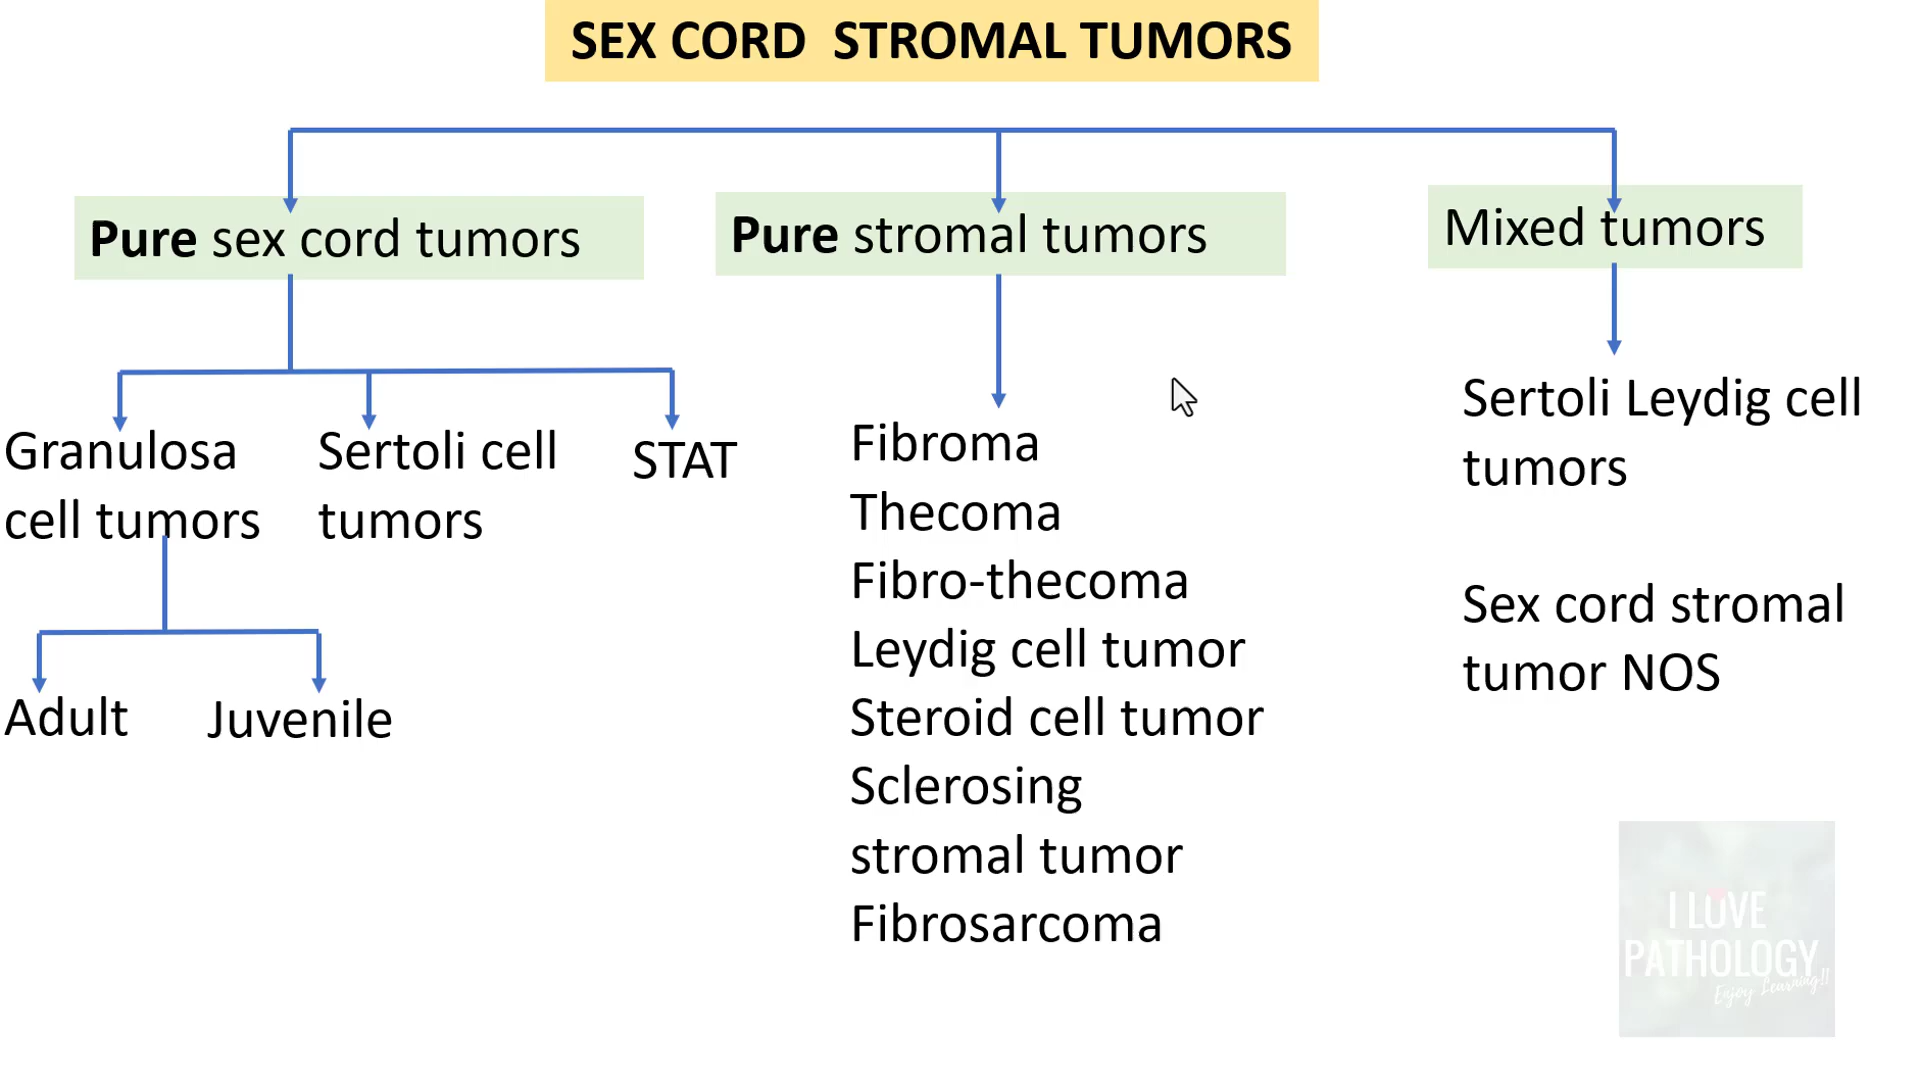 SEX CORD STROMAL TUMORS
Pure sex cord tumors
Pure stromal tumors
Mixed tumors
Granulosa
cell tumors
Sertoli cell
tumors
STAT
Adult
Juvenile
Fibroma
Thecoma
Fibro-thecoma
Leydig cell tumor
Steroid cell tumor
Sclerosing
stromal tumor
Fibrosarcoma
Sertoli Leydig cell
tumors
Sex cord stromal
tumor NOS
I LOVE
PATHOLOGY
Enjoy Learning!!